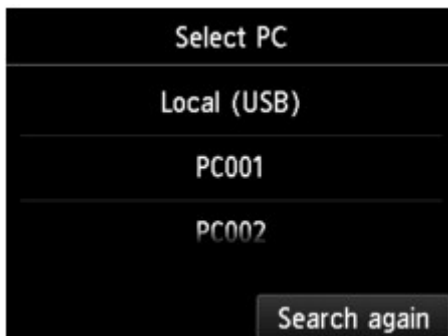 Select PC
Local (USB)
PC001
PC002
Search again